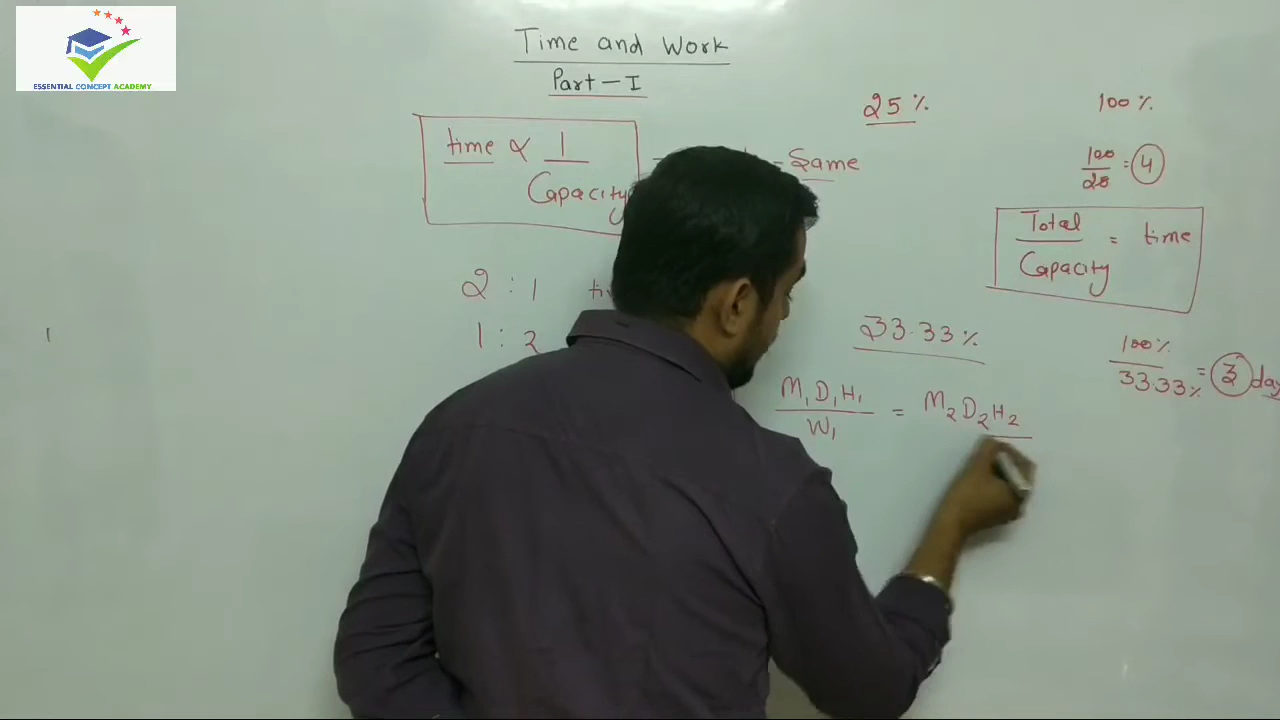 ESSENTIAL CONCEPT ACADEMY
Time and Work
Part - I
time ∝ 1/Capacity
Same
2 : 1
1 : 2
25%
100%
100/25 = 4
Total/Capacity = time
33.33%
100%/33.33% = 3 days
M₁D₁H₁/W₁ = M₂D₂H₂